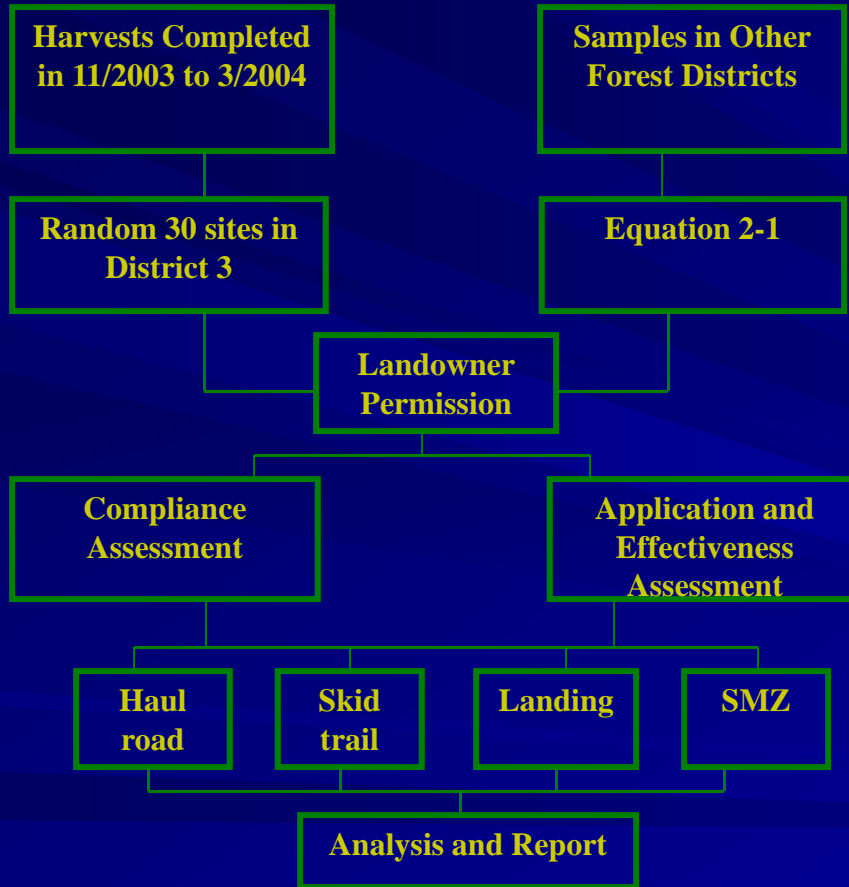 Harvests Completed
in 11/2003 to 3/2004
Samples in Other
Forest Districts
Random 30 sites in
District 3
Equation 2-1
Landowner
Permission
Compliance
Assessment
Application and
Effectiveness
Assessment
Haul
road
Skid
trail
Landing
SMZ
Analysis and Report